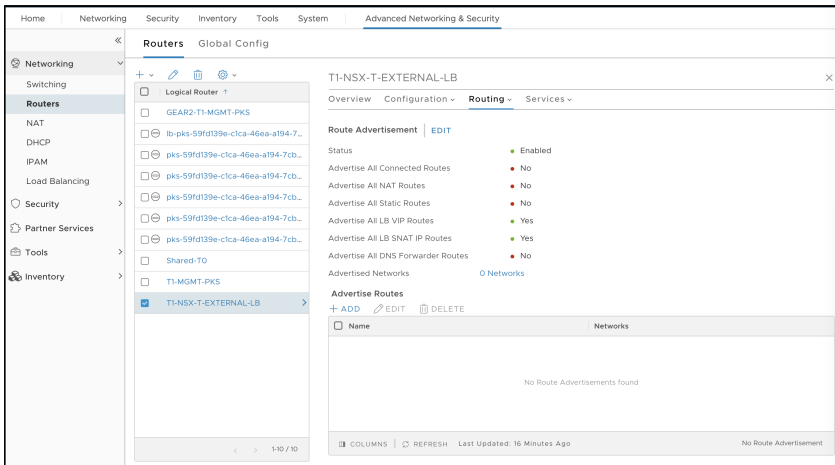 Home Networking Security Inventory Tools System Advanced Networking & Security
Routers Global Config
Networking
Switching
Routers
NAT
DHCP
IPAM
Load Balancing
Security
Partner Services
Tools
Inventory
Logical Router ↑
GEAR2-T1-MGMT-PKS
lb-pks-59fd139e-c1ca-46ea-a194-7...
pks-59fd139e-c1ca-46ea-a194-7cb...
pks-59fd139e-c1ca-46ea-a194-7cb...
pks-59fd139e-c1ca-46ea-a194-7cb...
pks-59fd139e-c1ca-46ea-a194-7cb...
pks-59fd139e-c1ca-46ea-a194-7cb...
Shared-T0
T1-MGMT-PKS
T1-NSX-T-EXTERNAL-LB
1-10 / 10
T1-NSX-T-EXTERNAL-LB
Overview Configuration Routing Services
Route Advertisement EDIT
Status Enabled
Advertise All Connected Routes No
Advertise All NAT Routes No
Advertise All Static Routes No
Advertise All LB VIP Routes Yes
Advertise All LB SNAT IP Routes Yes
Advertise All DNS Forwarder Routes No
Advertised Networks 0 Networks
Advertise Routes
+ ADD EDIT DELETE
Name Networks
No Route Advertisements found
COLUMNS REFRESH Last Updated: 16 Minutes Ago No Route Advertisement